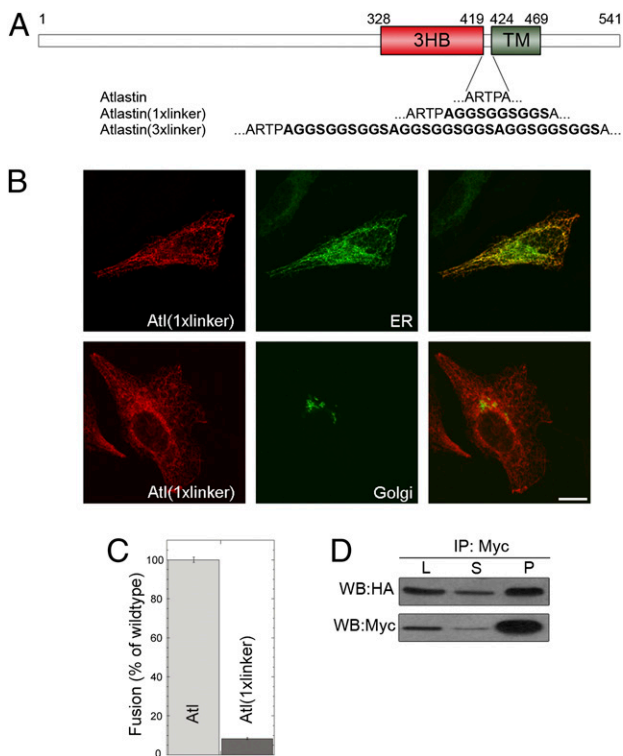 A
1 328 419 424 469 541
3HB TM
Atlastin ...ARTPA...
Atlastin(1xlinker) ...ARTPAGGSGGSGGSA...
Atlastin(3xlinker) ...ARTPAGGSGGSGGSAGGSGGSGGSAGGSGGSGGSA...
B
Atl(1xlinker) ER
Atl(1xlinker) Golgi
C
Fusion (% of wildtype)
100
80
60
40
20
10
0
Atl
Atl(1xlinker)
D
IP: Myc
L S P
WB:HA
WB:Myc